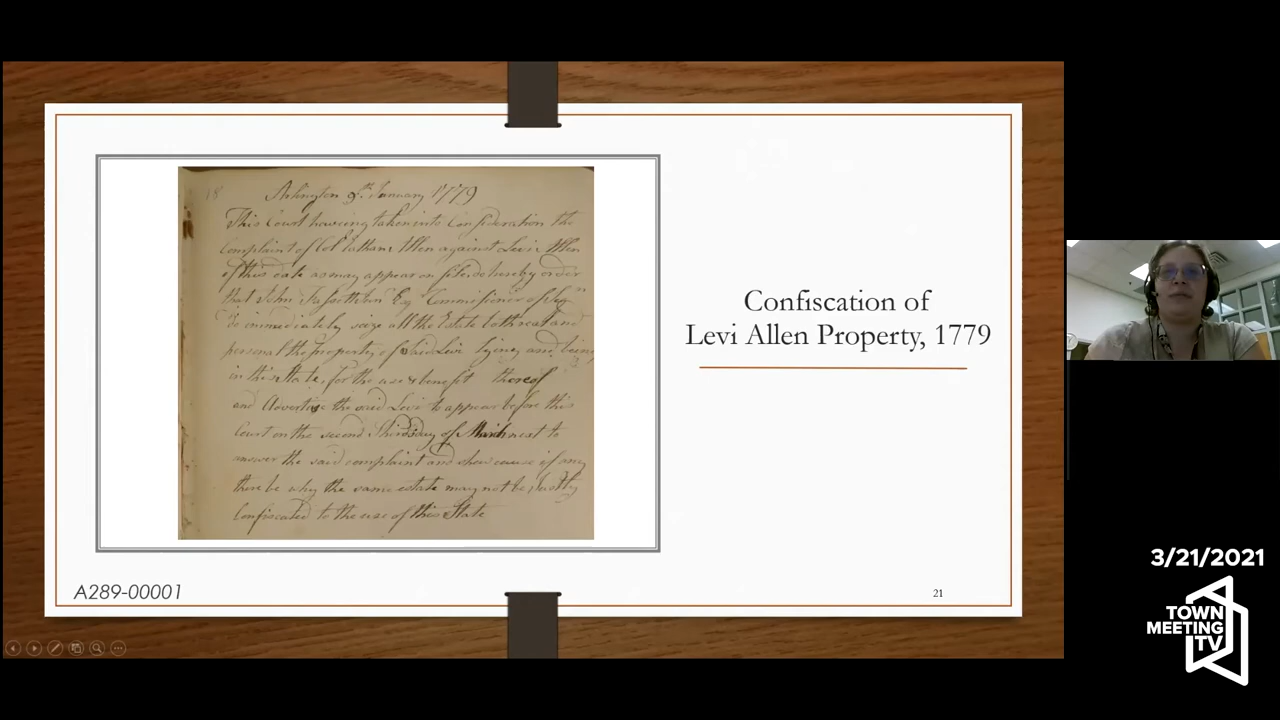 18
Arlington 9th January 1779
This Court haveing taken into Consideration the
Complaint of Col Ethan Allen against Levi Allen
of this date as may appear on file do hereby order
that John Fassett Jun Esq Commissioner of
be immediately seize all the Estate both real and
personal the property of said Levi lying and being
in this State, for the use & benefit thereof
and Advertise the said Levi to appear before this
Court on the second Thirdsday of March next to
answer the said complaint and shew cause if any
there be why the same estate may not be justly
Confiscated to the use of this State
Confiscation of
Levi Allen Property, 1779
A289-00001
21
3/21/2021
TOWN
MEETING
TV